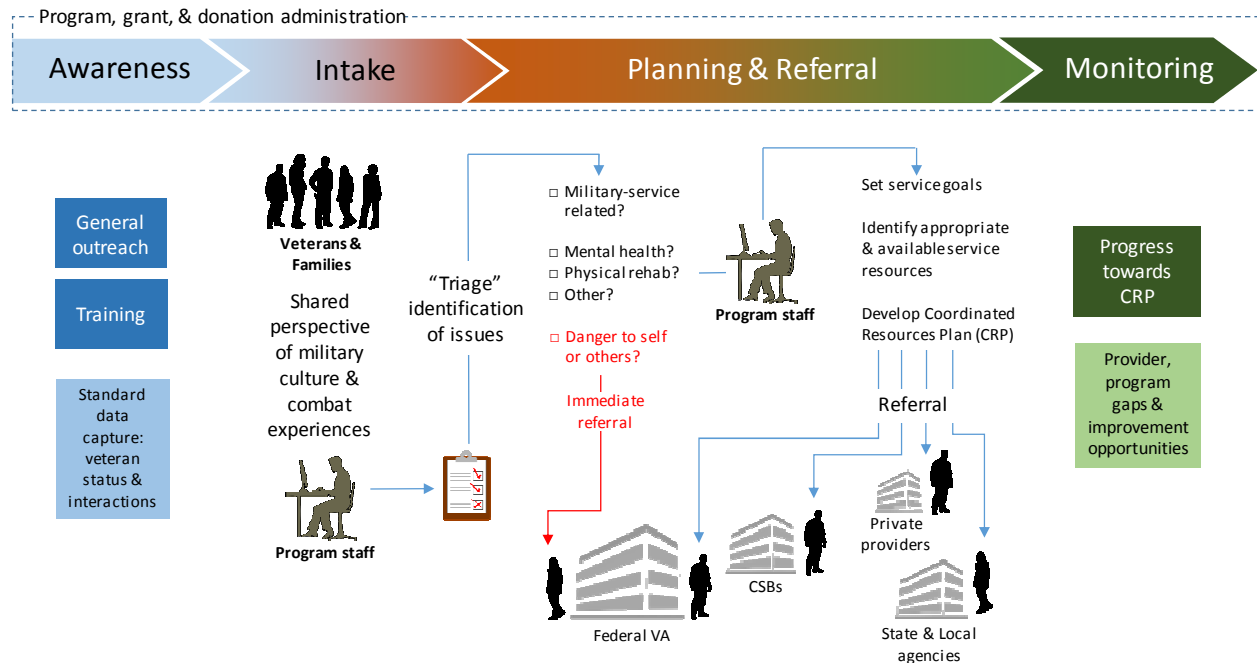 Program, grant, & donation administration
Awareness
Intake
Planning & Referral
Monitoring
General
outreach
Training
Standard
data
capture:
veteran
status &
interactions
Veterans &
Families
Shared
perspective
of military
culture &
combat
experiences
Program staff
"Triage"
identification
of issues
□ Military-service
related?
□ Mental health?
□ Physical rehab?
□ Other?
□ Danger to self
or others?
Immediate
referral
Program staff
Set service goals
Identify appropriate
& available service
resources
Develop Coordinated
Resources Plan (CRP)
Referral
Federal VA
CSBs
Private
providers
State & Local
agencies
Progress
towards
CRP
Provider,
program
gaps &
improvement
opportunities